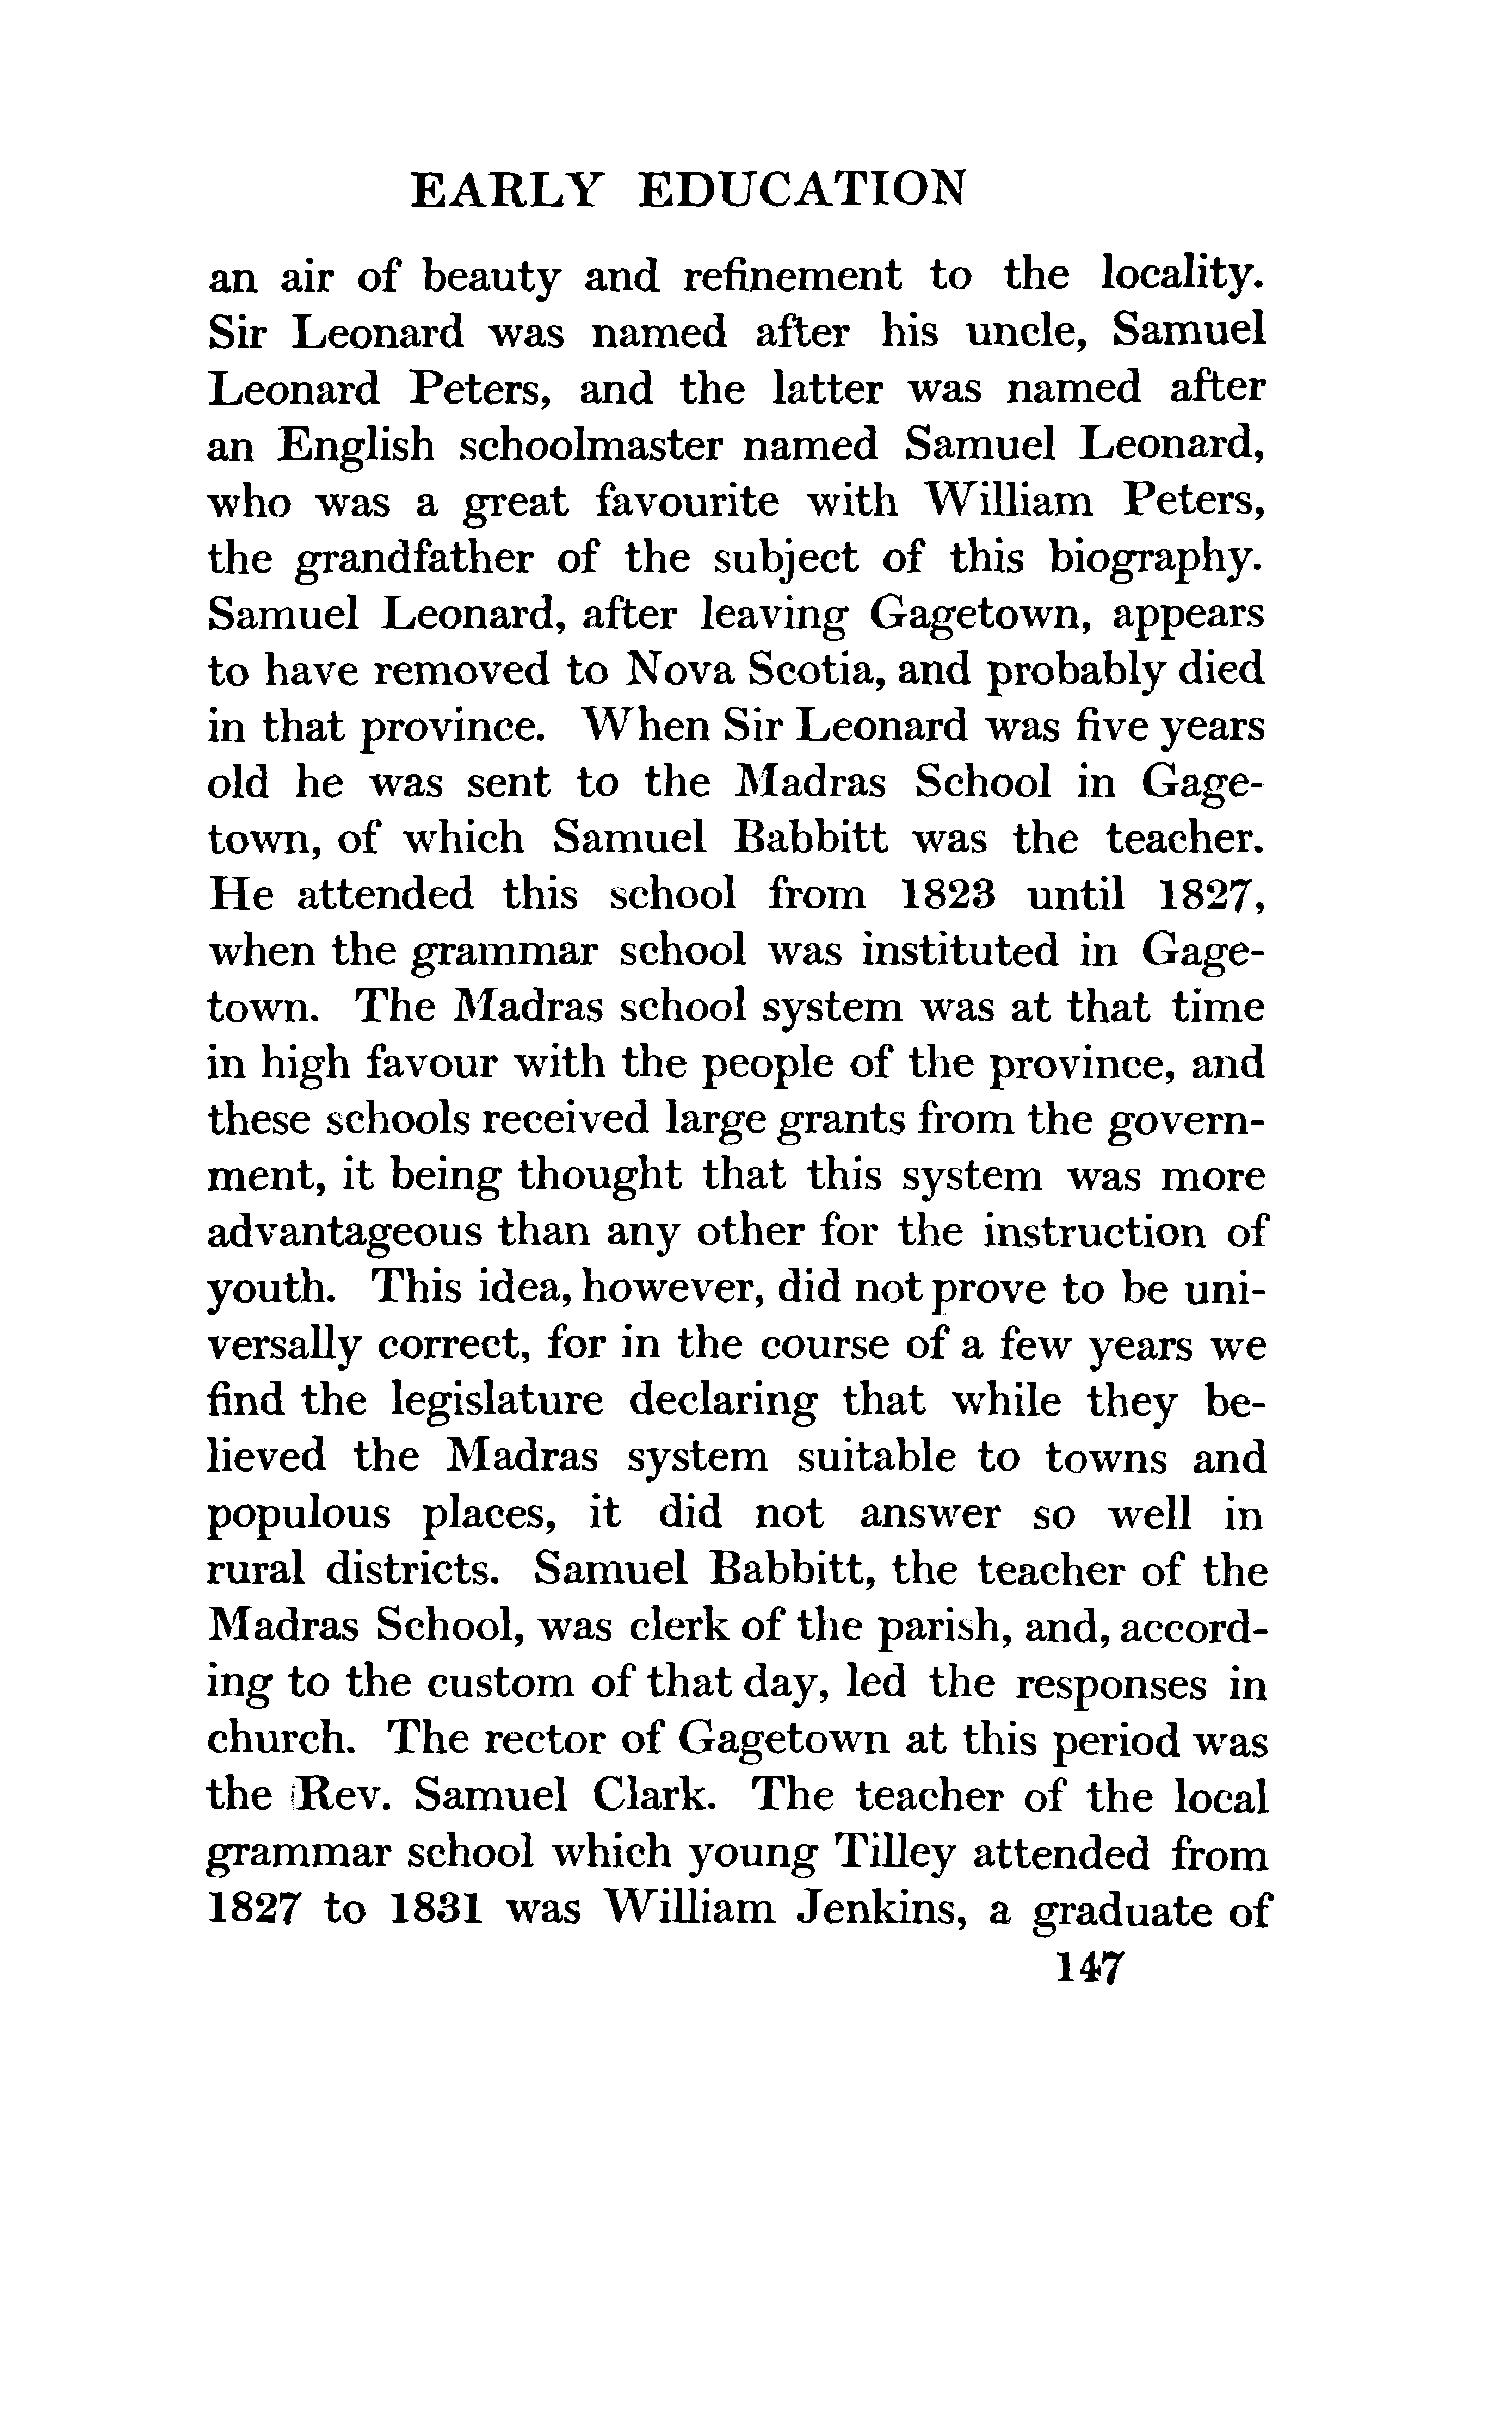 EARLY EDUCATION
an air of beauty and refinement to the locality.
Sir Leonard was named after his uncle, Samuel
Leonard Peters, and the latter was named after
an English schoolmaster named Samuel Leonard,
who was a great favourite with William Peters,
the grandfather of the subject of this biography.
Samuel Leonard, after leaving Gagetown, appears
to have removed to Nova Scotia, and probably died
in that province. When Sir Leonard was five years
old he was sent to the Madras School in Gage-
town, of which Samuel Babbitt was the teacher.
He attended this school from 1823 until 1827,
when the grammar school was instituted in Gage-
town. The Madras school system was at that time
in high favour with the people of the province, and
these schools received large grants from the govern-
ment, it being thought that this system was more
advantageous than any other for the instruction of
youth. This idea, however, did not prove to be uni-
versally correct, for in the course of a few years we
find the legislature declaring that while they be-
lieved the Madras system suitable to towns and
populous places, it did not answer so well in
rural districts. Samuel Babbitt, the teacher of the
Madras School, was clerk of the parish, and, accord-
ing to the custom of that day, led the responses in
church. The rector of Gagetown at this period was
the Rev. Samuel Clark. The teacher of the local
grammar school which young Tilley attended from
1827 to 1831 was William Jenkins, a graduate of
147